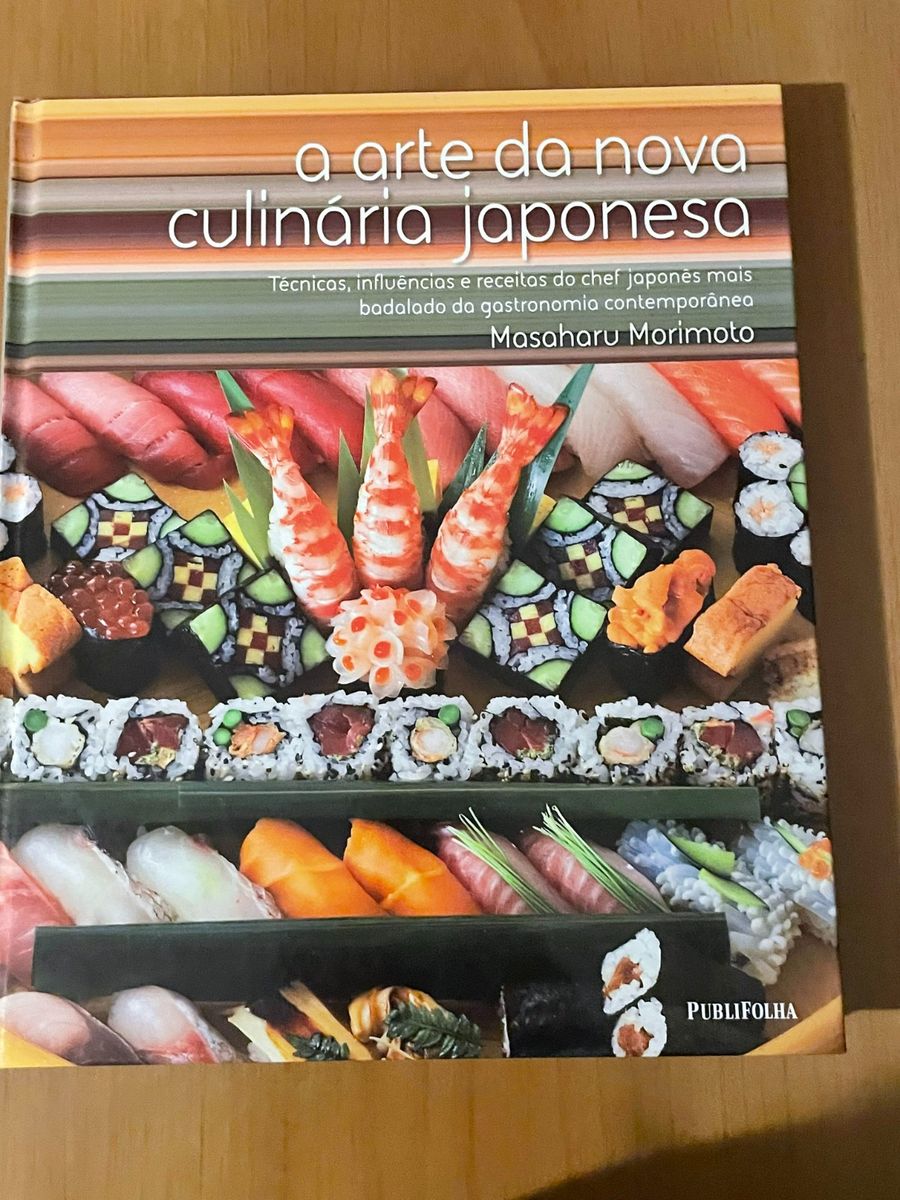 a arte da nova
culinária japonesa
Técnicas, influências e receitas do chef japonês mais
badalado da gastronomia contemporânea
Masaharu Morimoto
PUBLIFOLHA